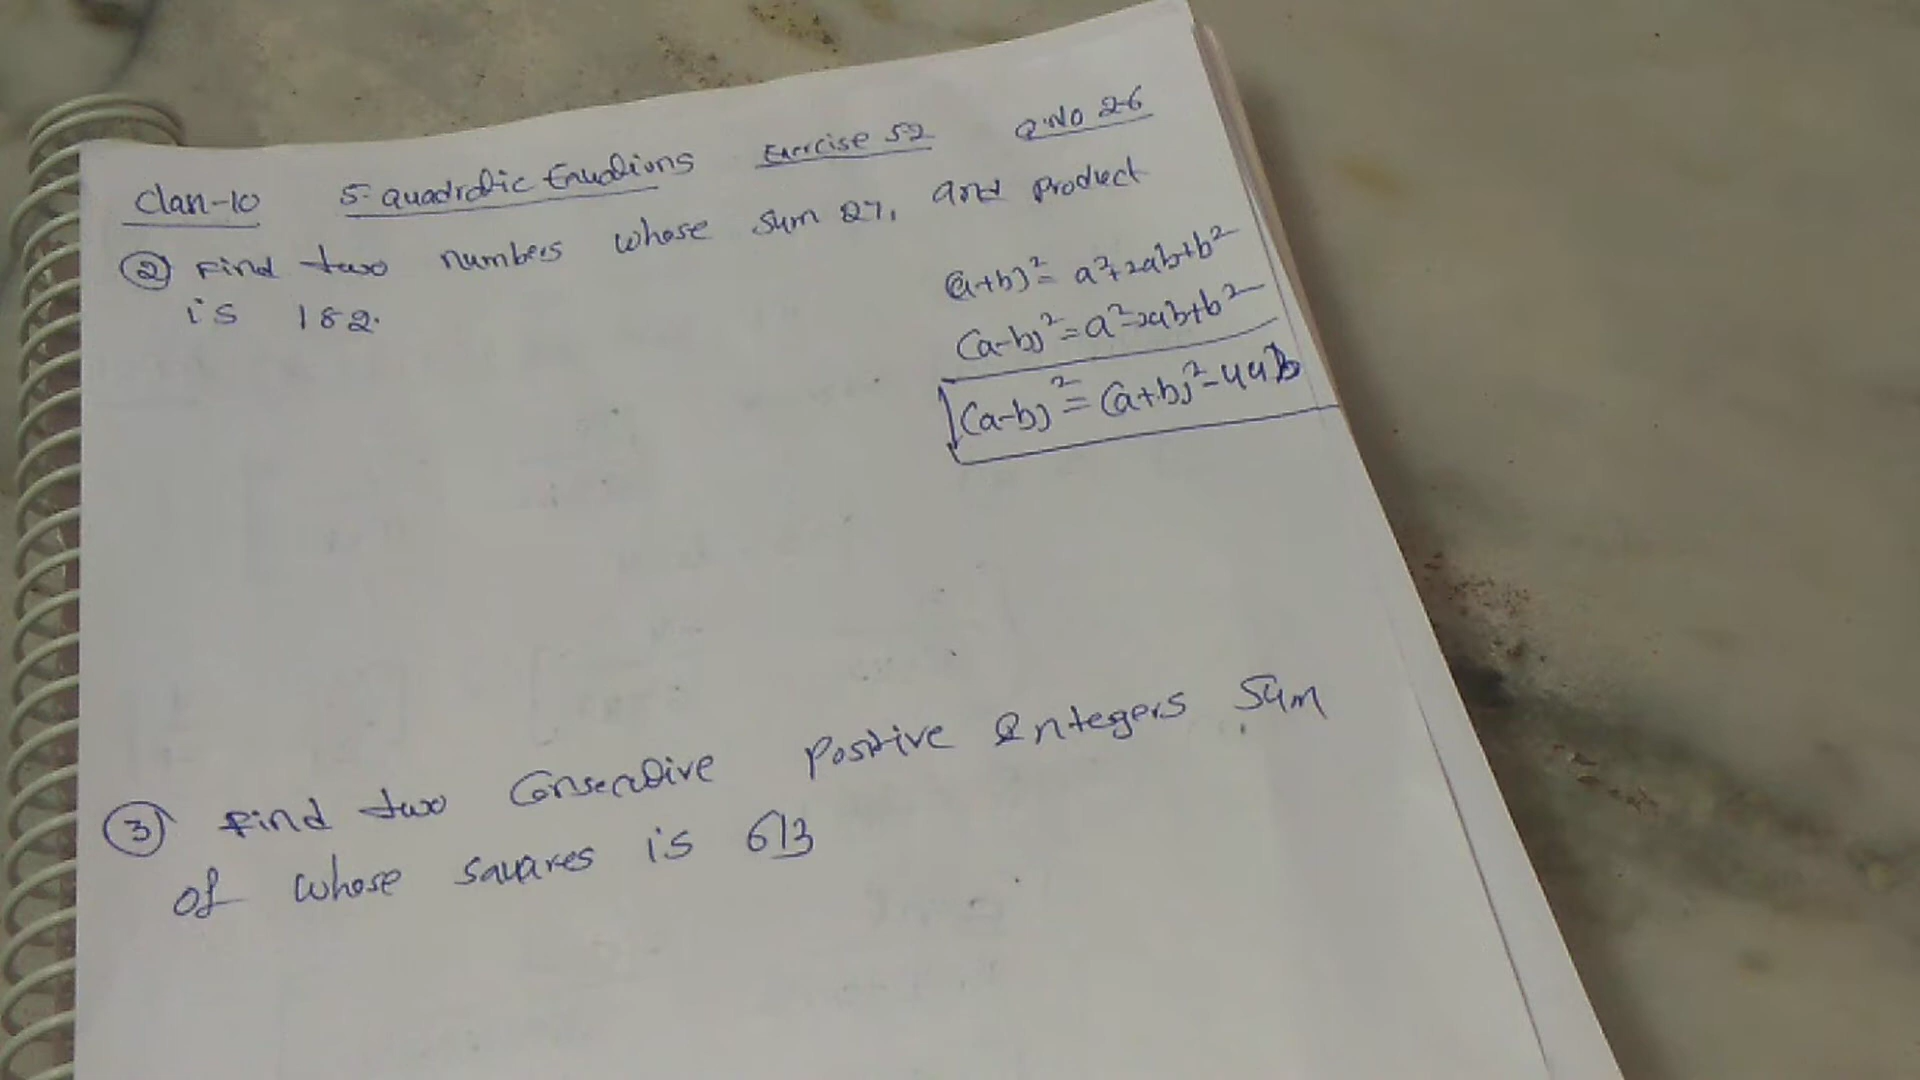 Class-10 5. Quadratic Equations Exercise 5.2 Q.No 2-6
② Find two numbers whose sum 27, and product
is 182.
(a+b)² = a²+2ab+b²
(a-b)² = a²-2ab+b²
(a-b)² = (a+b)²-4ab
③ Find two Consecutive Positive Integers Sum
of whose squares is 613